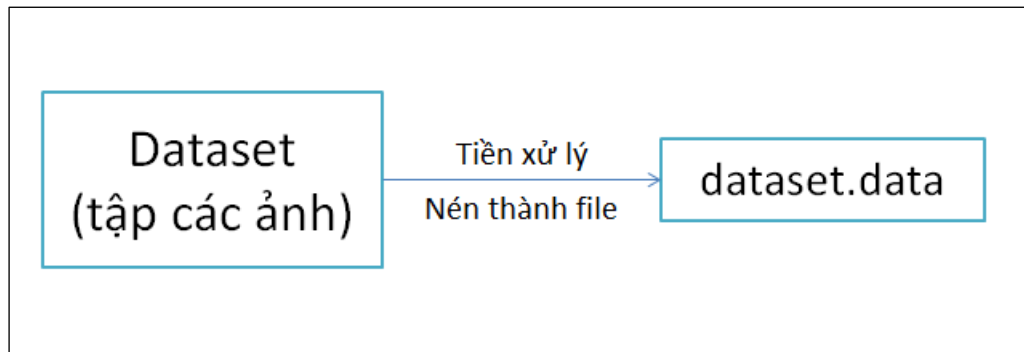 Dataset
(tập các ảnh)
Tiền xử lý
Nén thành file
dataset.data